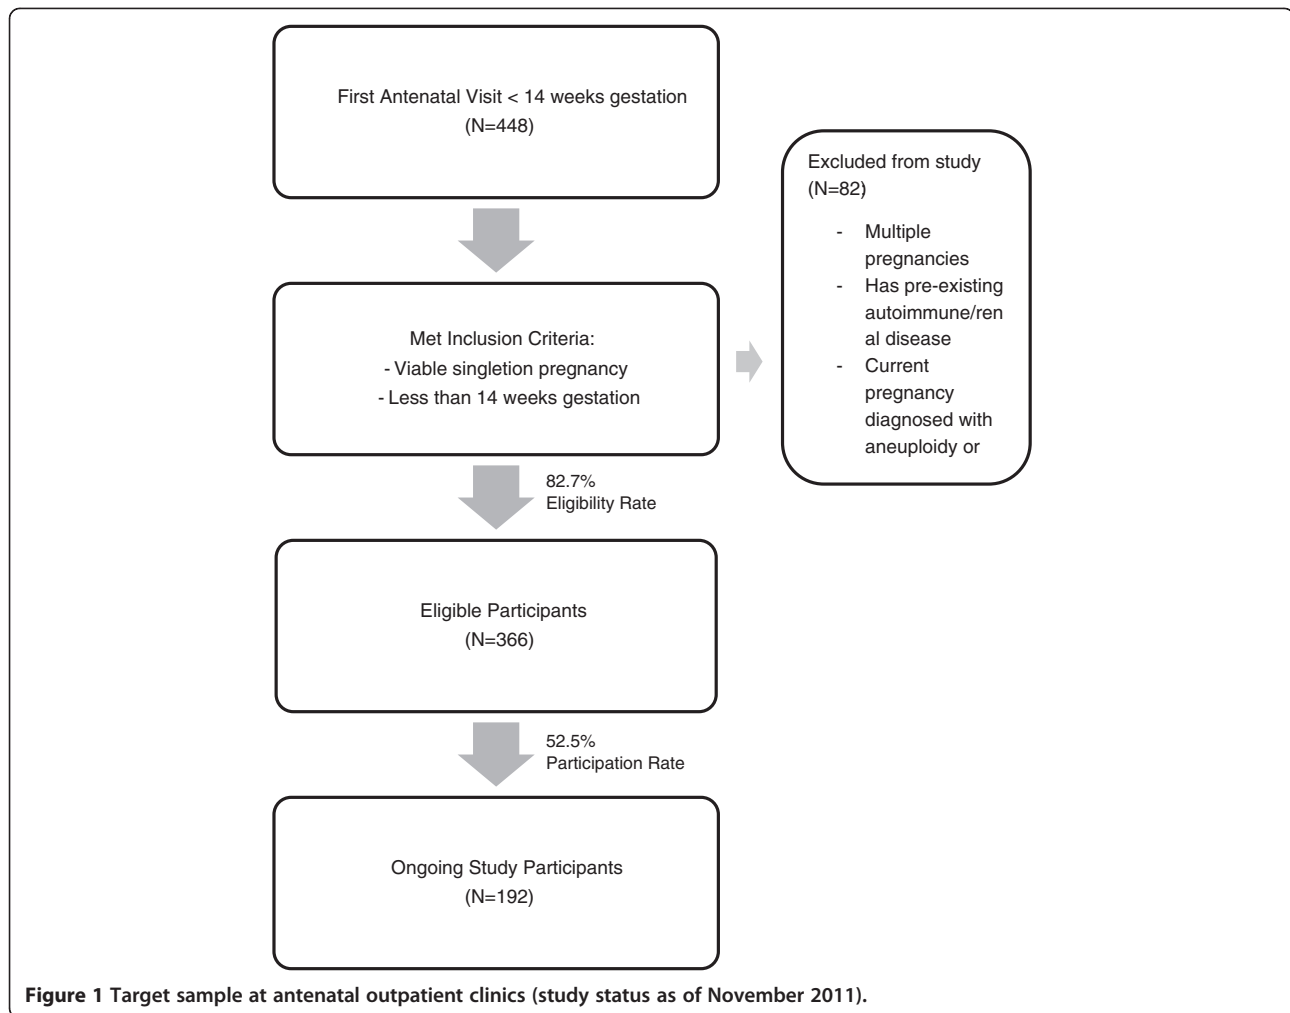 First Antenatal Visit < 14 weeks gestation
(N=448)
Excluded from study
(N=82)
- Multiple
pregnancies
- Has pre-existing
autoimmune/ren
al disease
- Current
pregnancy
diagnosed with
aneuploidy or
Met Inclusion Criteria:
- Viable singletion pregnancy
- Less than 14 weeks gestation
82.7%
Eligibility Rate
Eligible Participants
(N=366)
52.5%
Participation Rate
Ongoing Study Participants
(N=192)
Figure 1 Target sample at antenatal outpatient clinics (study status as of November 2011).